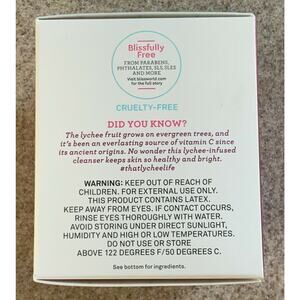 Blissfully
Free
FROM PARABENS,
PHTHALATES, SLS, SLES
AND MORE
Visit blissworld.com for
the full story
CRUELTY-FREE
DID YOU KNOW?
The lychee fruit grows on evergreen trees, and
it's been an everlasting source of vitamin C since
its ancient origins. No wonder this lychee-infused
cleanser keeps skin so healthy and bright.
#thatlycheelife
WARNING: KEEP OUT OF REACH OF
CHILDREN. FOR EXTERNAL USE ONLY.
THIS PRODUCT CONTAINS LATEX.
KEEP AWAY FROM EYES. IF CONTACT OCCURS,
RINSE EYES THOROUGHLY WITH WATER.
AVOID STORING UNDER DIRECT SUNLIGHT,
HUMIDITY AND HIGH OR LOW TEMPERATURES.
DO NOT USE OR STORE
ABOVE 122 DEGREES F/50 DEGREES C.
See bottom for ingredients.